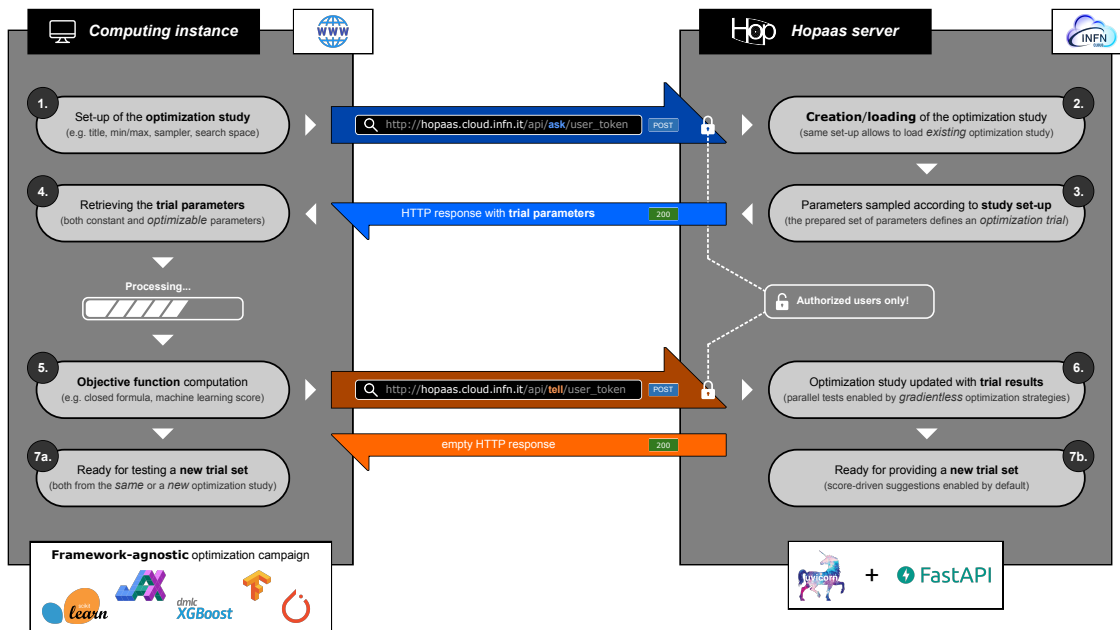 Computing instance
WWW
Hop
Hopaas server
INFN
CLOUD
1.
Set-up of the optimization study
(e.g. title, min/max, sampler, search space)
http://hopaas.cloud.infn.it/api/ask/user_token
POST
2.
Creation/loading of the optimization study
(same set-up allows to load existing optimization study)
4.
Retrieving the trial parameters
(both constant and optimizable parameters)
HTTP response with trial parameters
200
3.
Parameters sampled according to study set-up
(the prepared set of parameters defines an optimization trial)
Processing...
Authorized users only!
5.
Objective function computation
(e.g. closed formula, machine learning score)
http://hopaas.cloud.infn.it/api/tell/user_token
POST
6.
Optimization study updated with trial results
(parallel tests enabled by gradientless optimization strategies)
empty HTTP response
200
7a.
Ready for testing a new trial set
(both from the same or a new optimization study)
7b.
Ready for providing a new trial set
(score-driven suggestions enabled by default)
Framework-agnostic optimization campaign
scikit
learn
JAX
dmlc
XGBoost
uvicorn
+
FastAPI